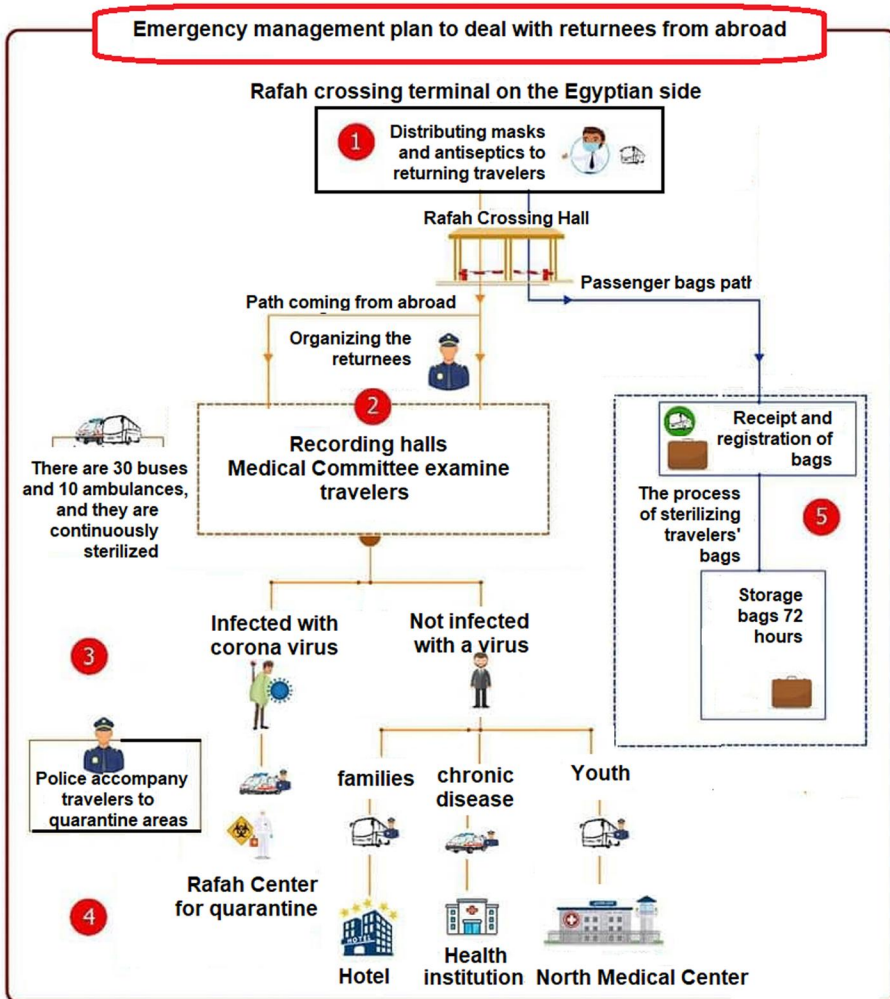 Emergency management plan to deal with returnees from abroad
Rafah crossing terminal on the Egyptian side
1
Distributing masks
and antiseptics to
returning travelers
Rafah Crossing Hall
Passenger bags path
Path coming from abroad
Organizing the
returnees
2
Recording halls
Medical Committee examine
travelers
There are 30 buses
and 10 ambulances,
and they are
continuously
sterilized
Receipt and
registration of
bags
The process
of sterilizing
travelers'
bags
5
Storage
bags 72
hours
Infected with
corona virus
Not infected
with a virus
3
Police accompany
travelers to
quarantine areas
families
chronic
disease
Youth
4
Rafah Center
for quarantine
HOTEL
Hotel
Health
institution
North Medical Center